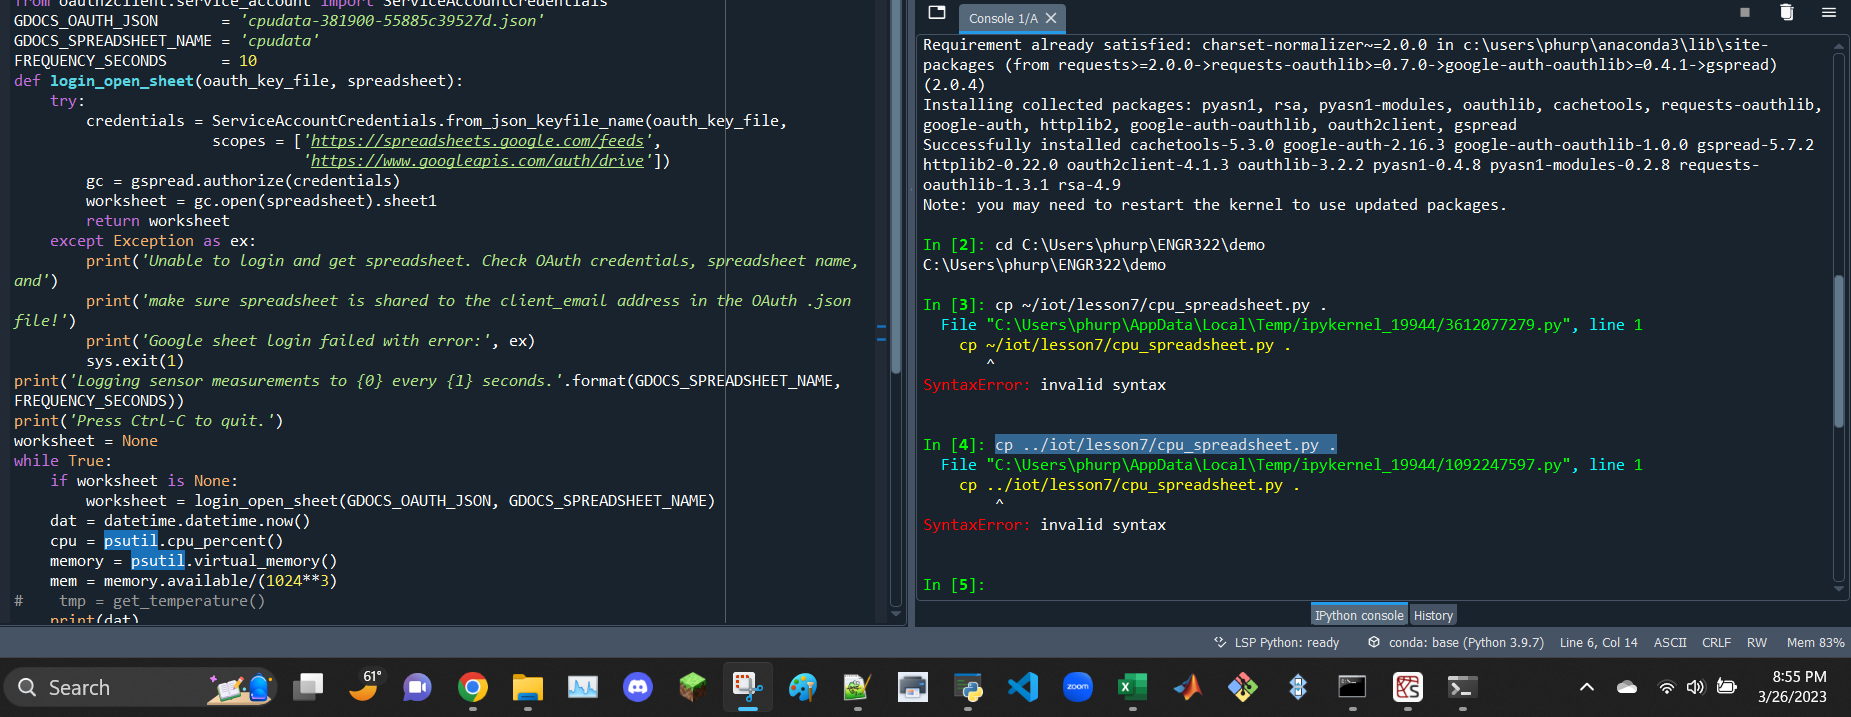 from oauth2client.service_account import ServiceAccountCredentials
GDOCS_OAUTH_JSON       = 'cpudata-381900-55885c39527d.json'
GDOCS_SPREADSHEET_NAME = 'cpudata'
FREQUENCY_SECONDS      = 10
def login_open_sheet(oauth_key_file, spreadsheet):
    try:
        credentials = ServiceAccountCredentials.from_json_keyfile_name(oauth_key_file,
                      scopes = ['https://spreadsheets.google.com/feeds',
                                'https://www.googleapis.com/auth/drive'])
        gc = gspread.authorize(credentials)
        worksheet = gc.open(spreadsheet).sheet1
        return worksheet
    except Exception as ex:
        print('Unable to login and get spreadsheet. Check OAuth credentials, spreadsheet name,
and')
        print('make sure spreadsheet is shared to the client_email address in the OAuth .json
file!')
        print('Google sheet login failed with error:', ex)
        sys.exit(1)
print('Logging sensor measurements to {0} every {1} seconds.'.format(GDOCS_SPREADSHEET_NAME,
FREQUENCY_SECONDS))
print('Press Ctrl-C to quit.')
worksheet = None
while True:
    if worksheet is None:
        worksheet = login_open_sheet(GDOCS_OAUTH_JSON, GDOCS_SPREADSHEET_NAME)
    dat = datetime.datetime.now()
    cpu = psutil.cpu_percent()
    memory = psutil.virtual_memory()
    mem = memory.available/(1024**3)
#    tmp = get_temperature()
    print(dat)
Console 1/A
Requirement already satisfied: charset-normalizer~=2.0.0 in c:\users\phurp\anaconda3\lib\site-
packages (from requests>=2.0.0->requests-oauthlib>=0.7.0->google-auth-oauthlib>=0.4.1->gspread)
(2.0.4)
Installing collected packages: pyasn1, rsa, pyasn1-modules, oauthlib, cachetools, requests-oauthlib,
google-auth, httplib2, google-auth-oauthlib, oauth2client, gspread
Successfully installed cachetools-5.3.0 google-auth-2.16.3 google-auth-oauthlib-1.0.0 gspread-5.7.2
httplib2-0.22.0 oauth2client-4.1.3 oauthlib-3.2.2 pyasn1-0.4.8 pyasn1-modules-0.2.8 requests-
oauthlib-1.3.1 rsa-4.9
Note: you may need to restart the kernel to use updated packages.
In [2]: cd C:\Users\phurp\ENGR322\demo
C:\Users\phurp\ENGR322\demo
In [3]: cp ~/iot/lesson7/cpu_spreadsheet.py .
  File "C:\Users\phurp\AppData\Local\Temp/ipykernel_19944/3612077279.py", line 1
    cp ~/iot/lesson7/cpu_spreadsheet.py .
       ^
SyntaxError: invalid syntax
In [4]: cp ../iot/lesson7/cpu_spreadsheet.py .
  File "C:\Users\phurp\AppData\Local\Temp/ipykernel_19944/1092247597.py", line 1
    cp ../iot/lesson7/cpu_spreadsheet.py .
        ^
SyntaxError: invalid syntax
In [5]:
IPython console History
LSP Python: ready conda: base (Python 3.9.7) Line 6, Col 14 ASCII CRLF RW Mem 83%
Search
61°
zoom
8:55 PM
3/26/2023